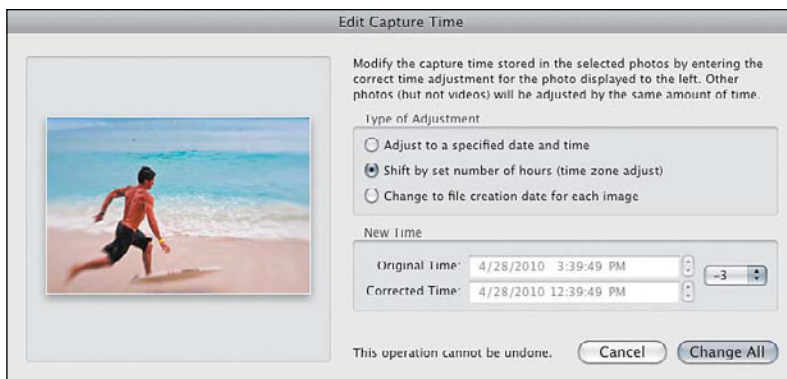 Edit Capture Time
Modify the capture time stored in the selected photos by entering the
correct time adjustment for the photo displayed to the left. Other
photos (but not videos) will be adjusted by the same amount of time.
Type of Adjustment
Adjust to a specified date and time
Shift by set number of hours (time zone adjust)
Change to file creation date for each image
New Time
Original Time: 4/28/2010 3:39:49 PM
-3
Corrected Time: 4/28/2010 12:39:49 PM
This operation cannot be undone. Cancel Change All